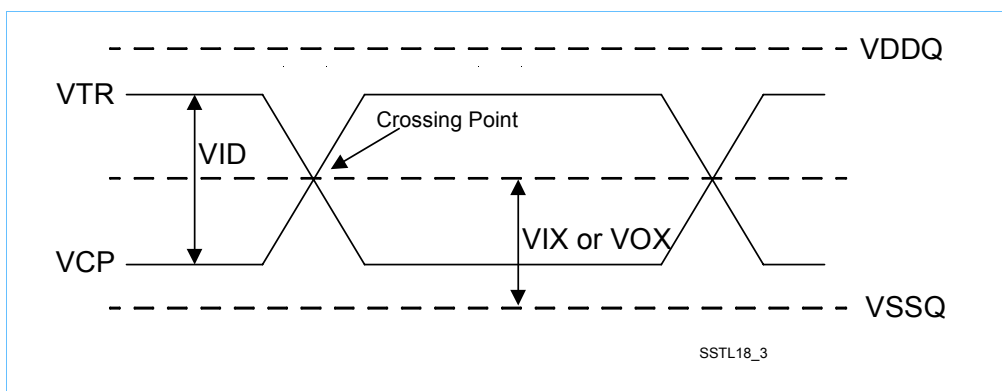 VDDQ
VTR
Crossing Point
VID
VIX or VOX
VCP
VSSQ
SSTL18_3